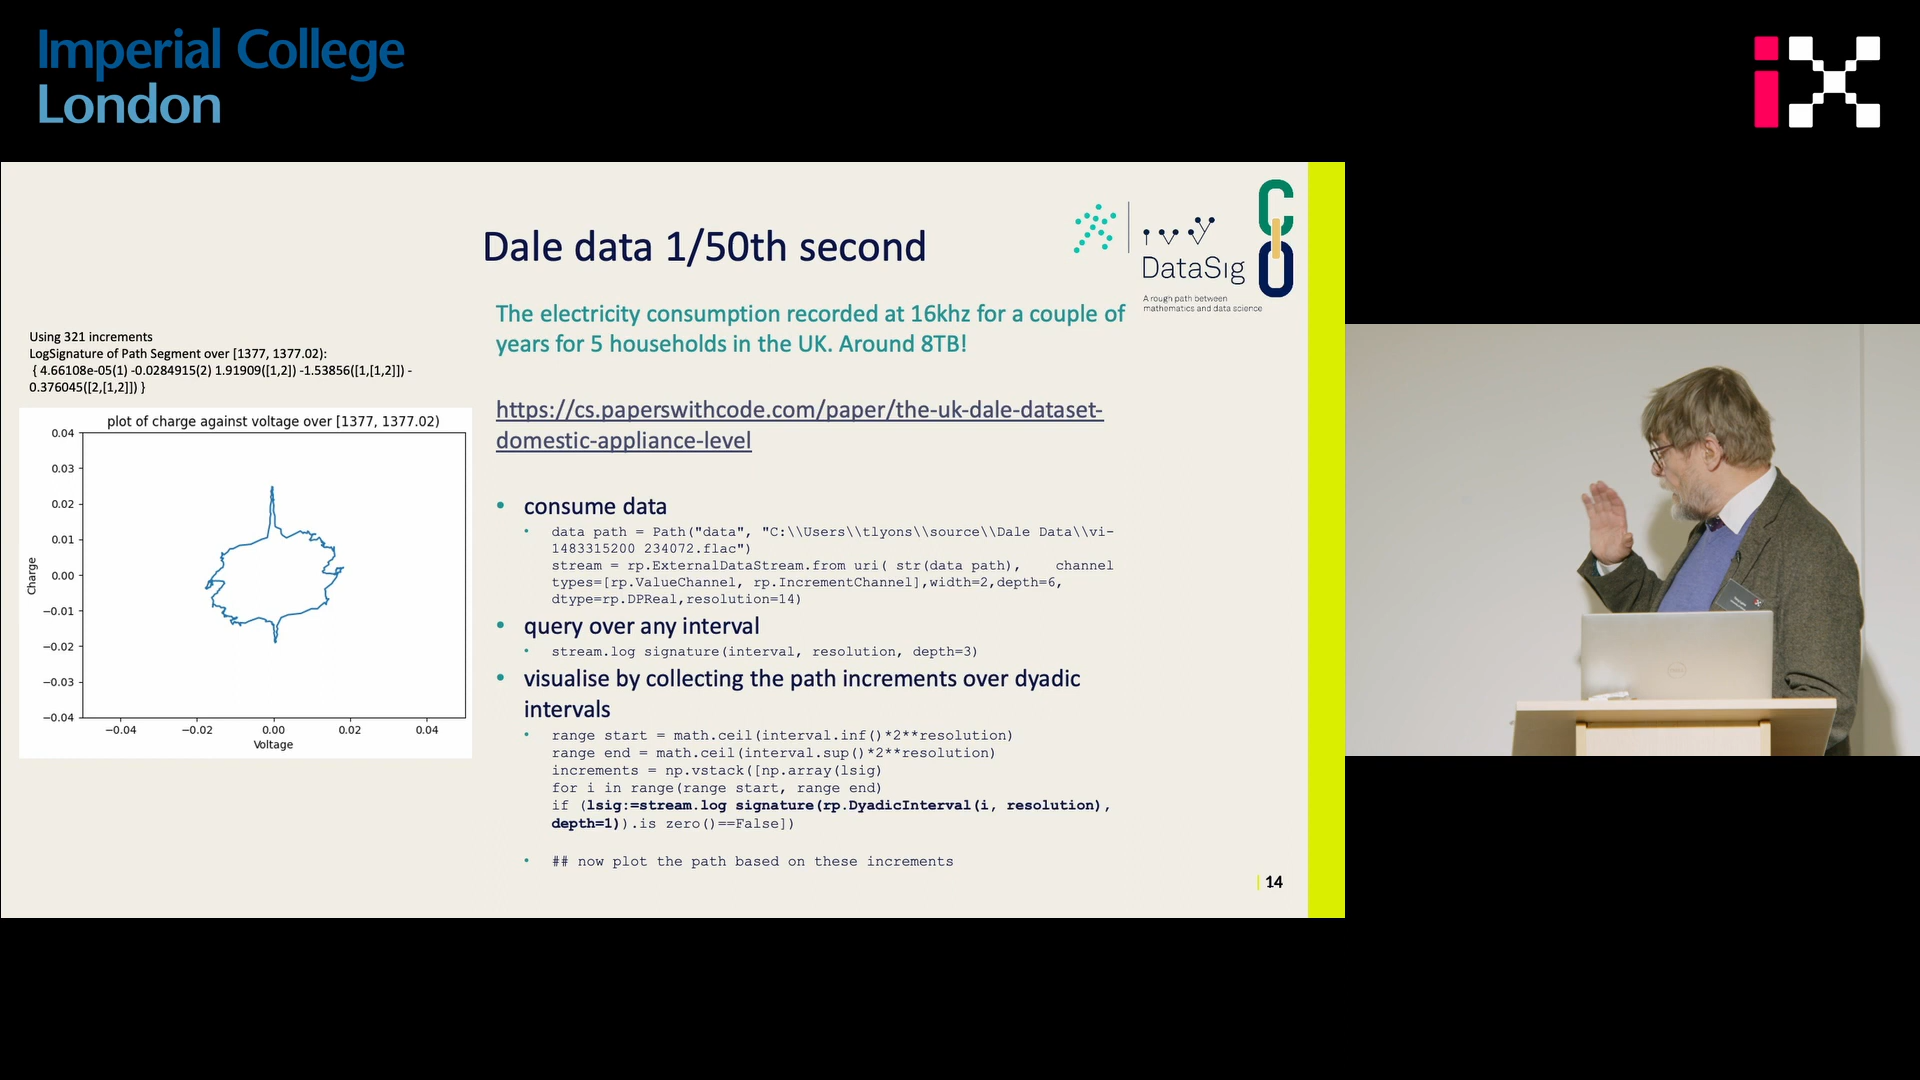 Imperial College
London
iX
Dale data 1/50th second
DataSig
A rough path between
mathematics and data science
The electricity consumption recorded at 16khz for a couple of
years for 5 households in the UK. Around 8TB!
https://cs.paperswithcode.com/paper/the-uk-dale-dataset-
domestic-appliance-level
Using 321 increments
LogSignature of Path Segment over [1377, 1377.02):
{ 4.66108e-05(1) -0.0284915(2) 1.91909([1,2]) -1.53856([1,[1,2]]) -
0.376045([2,[1,2]]) }
plot of charge against voltage over [1377, 1377.02)
0.04
0.03
0.02
0.01
0.00
−0.01
−0.02
−0.03
−0.04
Charge
−0.04 −0.02 0.00 0.02 0.04
Voltage
• consume data
• data path = Path("data", "C:\\Users\\tlyons\\source\\Dale Data\\vi-
1483315200 234072.flac")
stream = rp.ExternalDataStream.from uri( str(data path), channel
types=[rp.ValueChannel, rp.IncrementChannel],width=2,depth=6,
dtype=rp.DPReal,resolution=14)
• query over any interval
• stream.log signature(interval, resolution, depth=3)
• visualise by collecting the path increments over dyadic
intervals
• range start = math.ceil(interval.inf()*2**resolution)
range end = math.ceil(interval.sup()*2**resolution)
increments = np.vstack([np.array(lsig)
for i in range(range start, range end)
if (lsig:=stream.log signature(rp.DyadicInterval(i, resolution),
depth=1)).is zero()==False])
• ## now plot the path based on these increments
14